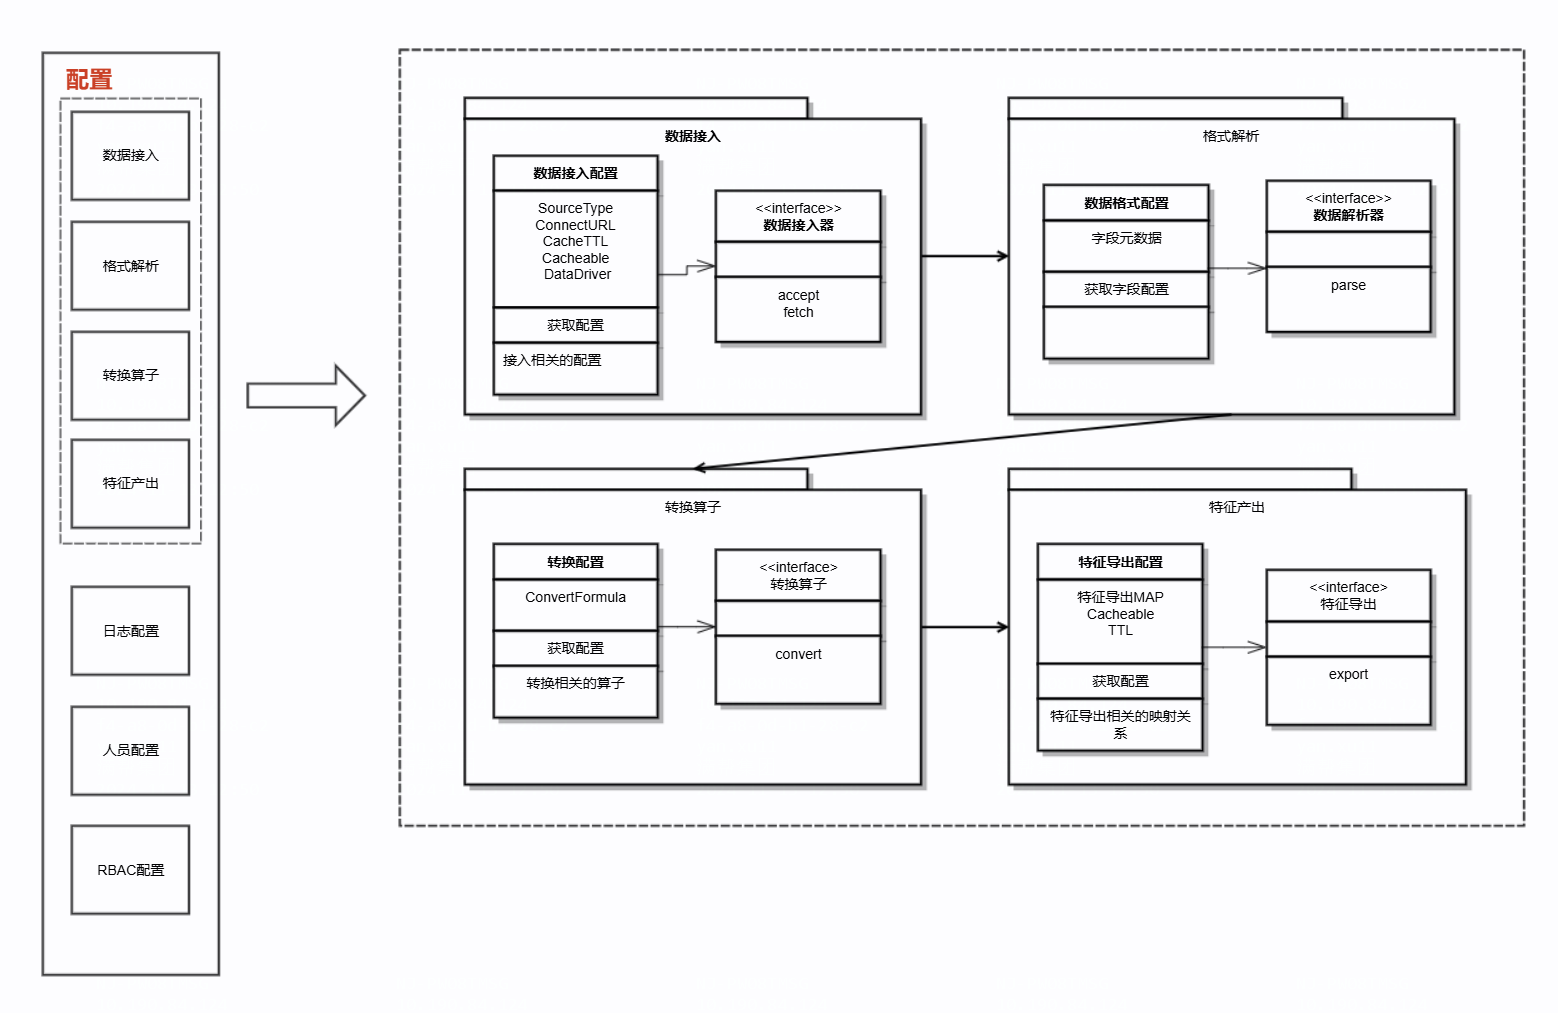 配置
数据接入
格式解析
转换算子
特征产出
日志配置
人员配置
RBAC配置
数据接入
数据接入配置
SourceType
ConnectURL
CacheTTL
Cacheable
DataDriver
获取配置
接入相关的配置
<<interface>>
数据接入器
accept
fetch
格式解析
数据格式配置
字段元数据
获取字段配置
<<interface>>
数据解析器
parse
转换算子
转换配置
ConvertFormula
获取配置
转换相关的算子
<<interface>
转换算子
convert
特征产出
特征导出配置
特征导出MAP
Cacheable
TTL
获取配置
特征导出相关的映射关
系
<<interface>
特征导出
export